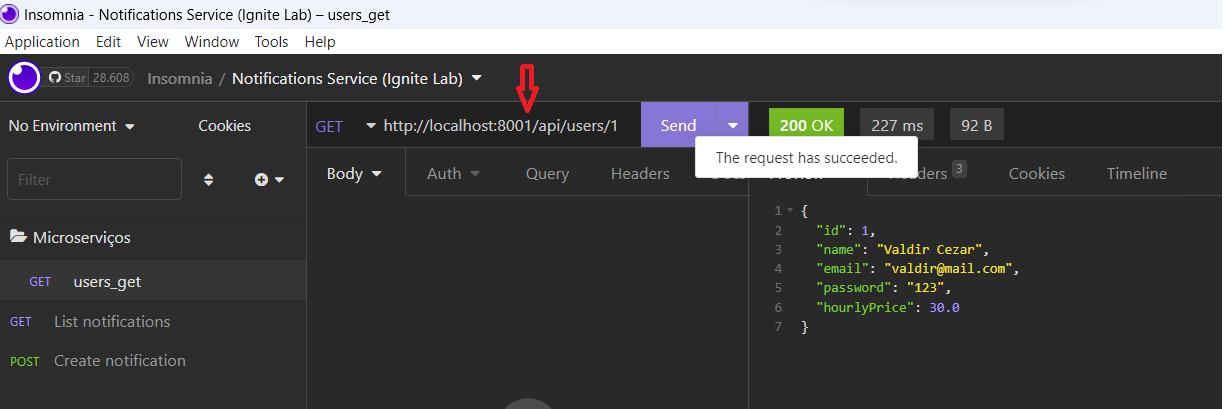 Insomnia - Notifications Service (Ignite Lab) – users_get
Application Edit View Window Tools Help
Star 28.608 Insomnia / Notifications Service (Ignite Lab)
No Environment Cookies
GET http://localhost:8001/api/users/1 Send 200 OK 227 ms 92 B
The request has succeeded.
Filter
Body Auth Query Headers Headers 3 Cookies Timeline
Microserviços
GET users_get
GET List notifications
POST Create notification
1 {
2 "id": 1,
3 "name": "Valdir Cezar",
4 "email": "valdir@mail.com",
5 "password": "123",
6 "hourlyPrice": 30.0
7 }